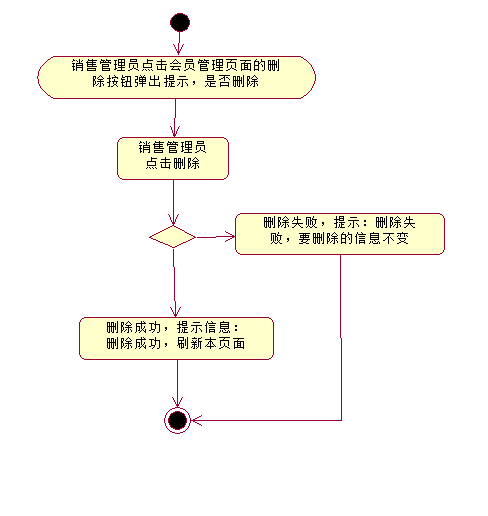 销售管理员点击会员管理页面的删
除按钮弹出提示，是否删除
销售管理员
点击删除
删除失败，提示：删除失
败，要删除的信息不变
删除成功，提示信息：
删除成功，刷新本页面